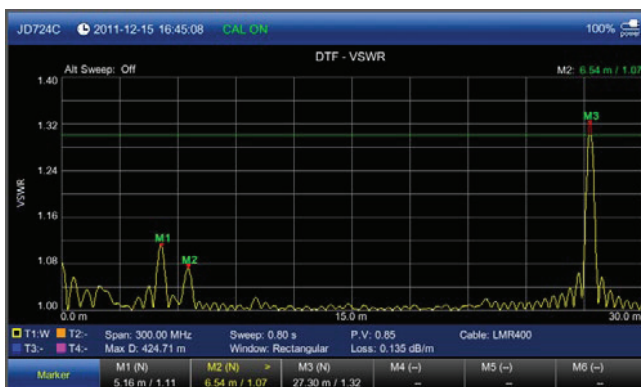 JD724C 2011-12-15 16:45:08 CAL ON 100% power
DTF - VSWR
Alt Sweep: Off M2: 6.54 m / 1.07
1.40
1.32
1.24
1.16
1.08
1.00
VSWR
M1
M2
M3
0.0 m 15.0 m 30.0 m
T1:W T2:- Span: 300.00 MHz Sweep: 0.80 s P.V: 0.85 Cable: LMR400
T3:- T4:- Max D: 424.71 m Window: Rectangular Loss: 0.135 dB/m
Marker M1 (N) M2 (N) > M3 (N) M4 (--) M5 (--) M6 (--)
5.16 m / 1.11 6.54 m / 1.07 27.30 m / 1.32 -- -- --